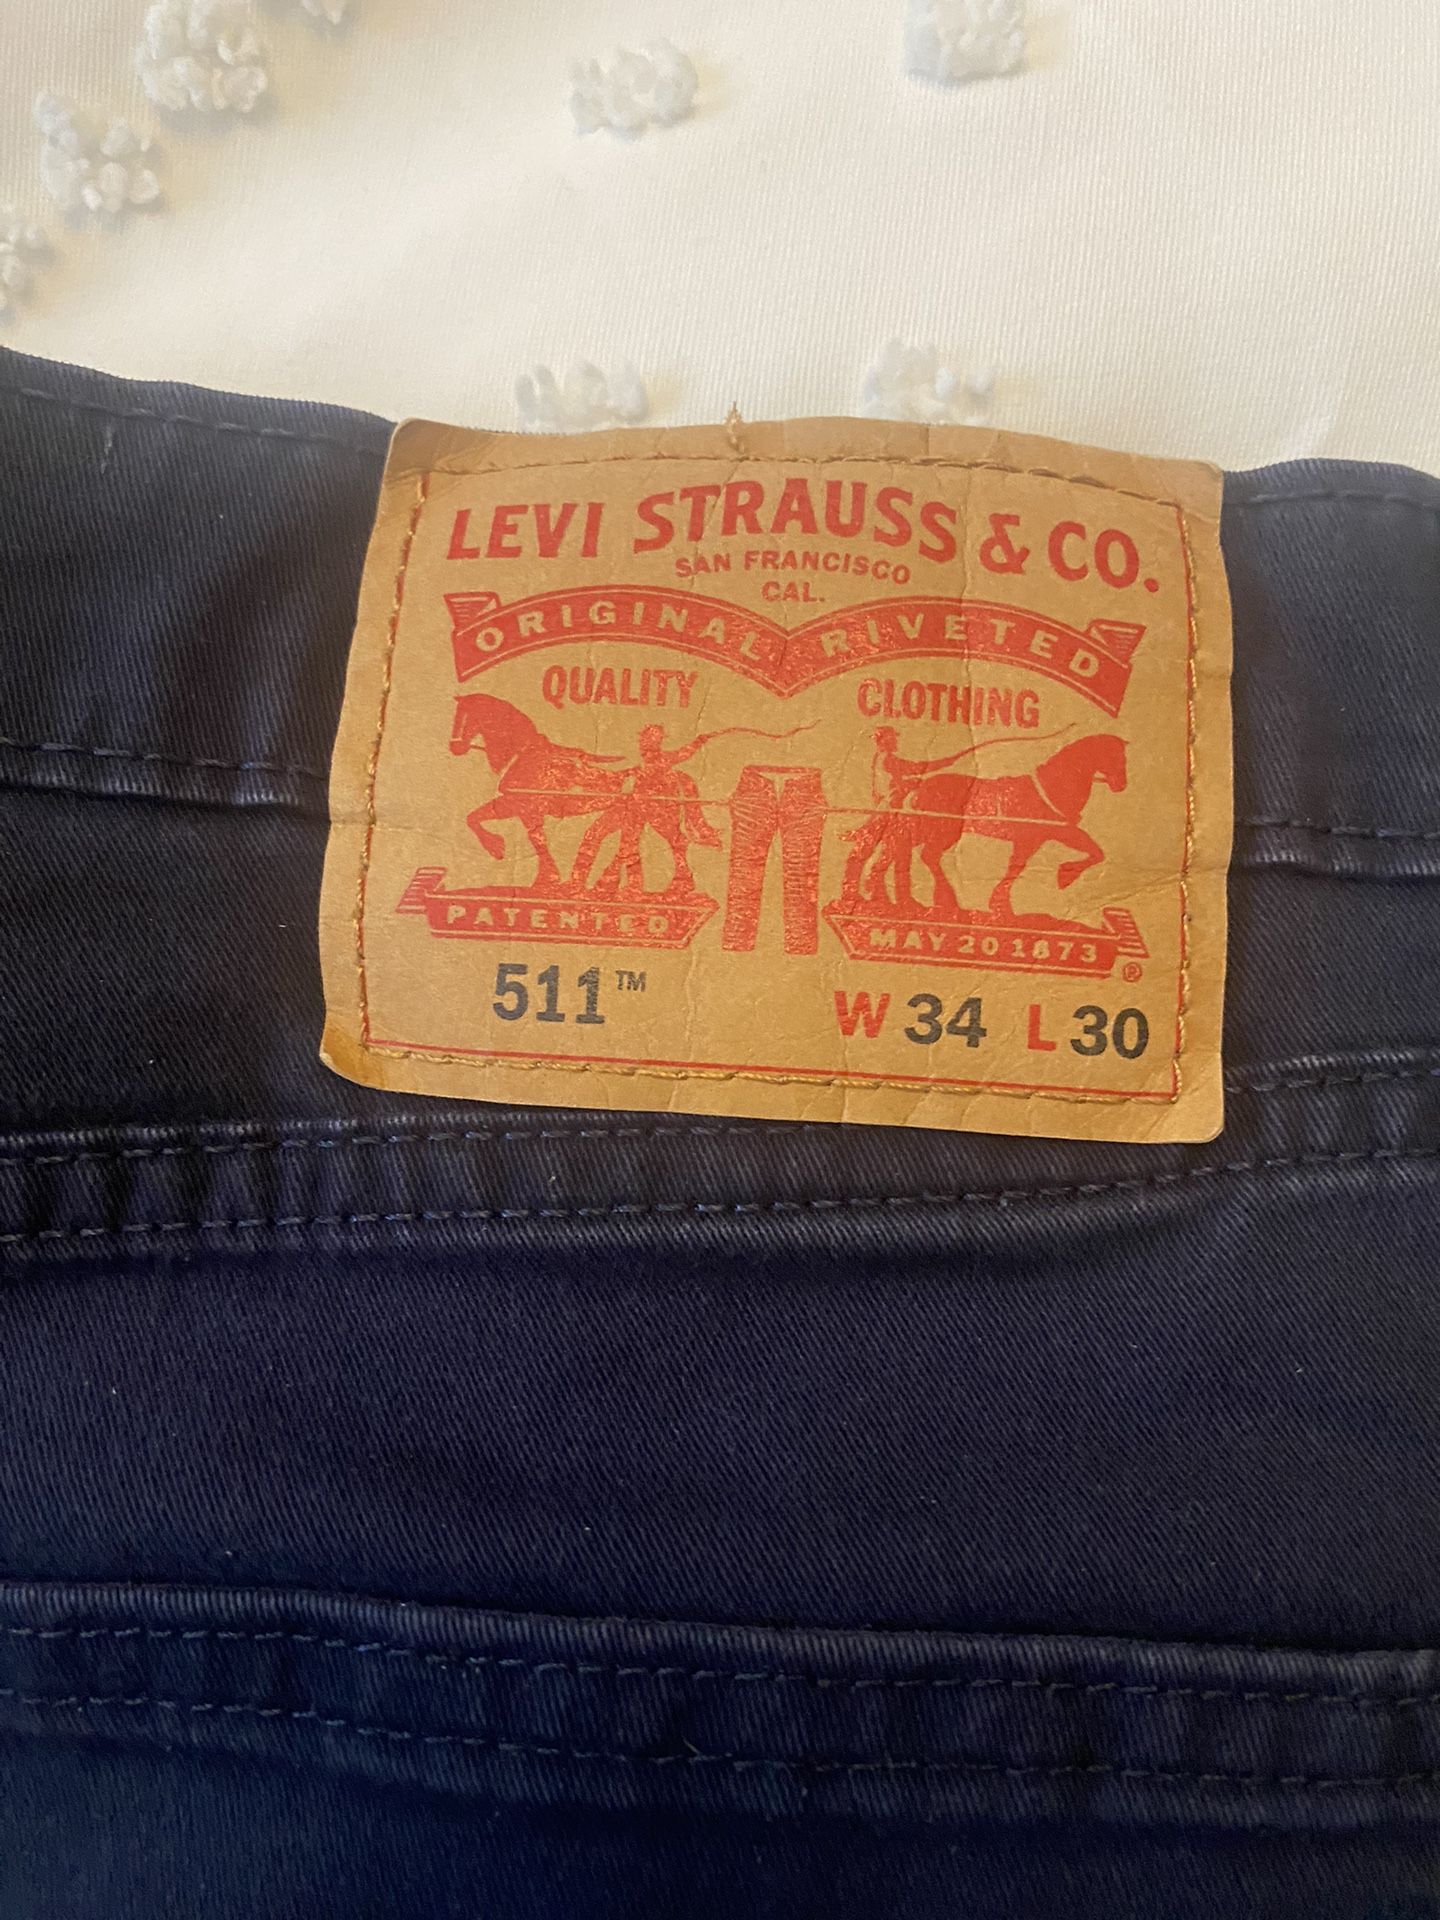 LEVI STRAUSS & CO.
SAN FRANCISCO
CAL.
ORIGINAL RIVETED
QUALITY CLOTHING
PATENTED MAY 20 1873 ®
511™ W 34 L 30